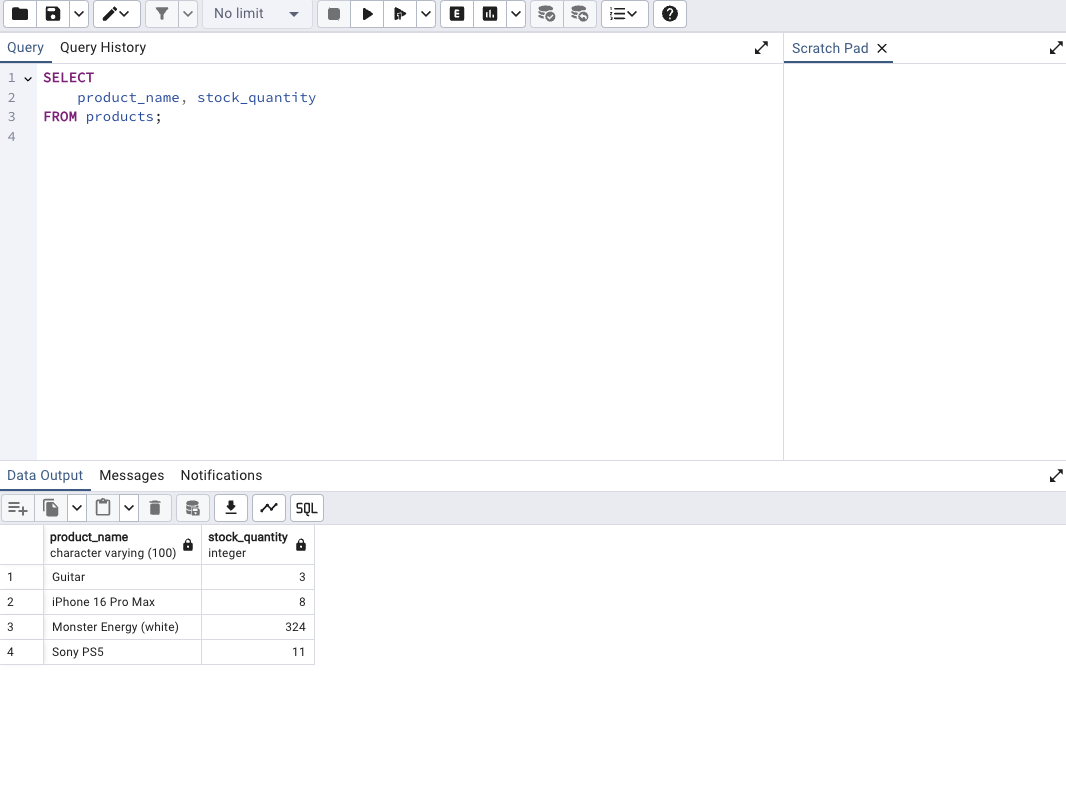 No limit
E
Query Query History
Scratch Pad
1 SELECT
2 product_name, stock_quantity
3 FROM products;
4
Data Output Messages Notifications
SQL
product_name stock_quantity
character varying (100) integer
1 Guitar 3
2 iPhone 16 Pro Max 8
3 Monster Energy (white) 324
4 Sony PS5 11